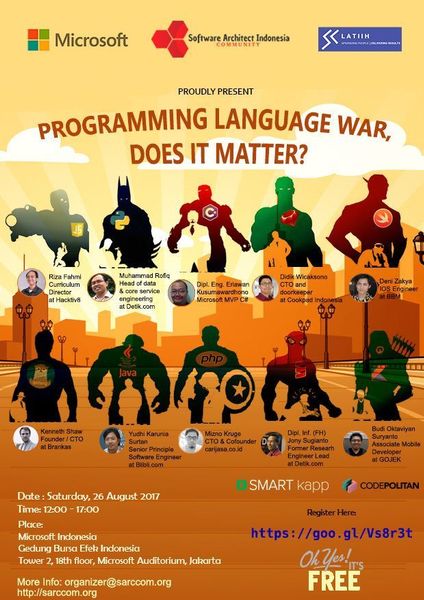 Microsoft
Software Architect Indonesia
COMMUNITY
LATIIH
PROUDLY PRESENT
PROGRAMMING LANGUAGE WAR,
DOES IT MATTER?
JS
Riza Fahmi
Curriculum
Director
at Hacktiv8
Muhammad Rofiq
Head of data
& core service
engineering
at Detik.com
Dipl. Eng. Erlawan
Kusumawardhono
Microsoft MVP C#
Didik Wicaksono
CTO and
doorkeeper
at Cookpad Indonesia
Deni Zakya
iOS Engineer
at BBM
Java
php
Kenneth Shaw
Founder / CTO
at Brankas
Yudhi Karunia
Surtan
Senior Principle
Software Engineer
at Blibli.com
Mizno Kruge
CTO & Cofounder
carijasa.co.id
Dipl. Inf. (FH)
Jony Sugianto
Former Research
Engineer Lead
at Detik.com
Budi Oktaviyan
Suryanto
Associate Mobile
Developer
at GOJEK
SMART kapp
CODEPOLITAN
Date : Saturday, 26 August 2017
Time: 12:00 - 17:00
Place:
Microsoft Indonesia
Gedung Bursa Efek Indonesia
Tower 2, 18th floor, Microsoft Auditorium, Jakarta
Register Here:
https://goo.gl/Vs8r3t
Oh Yes! IT'S
FREE
More Info: organizer@sarccom.org
http://sarccom.org